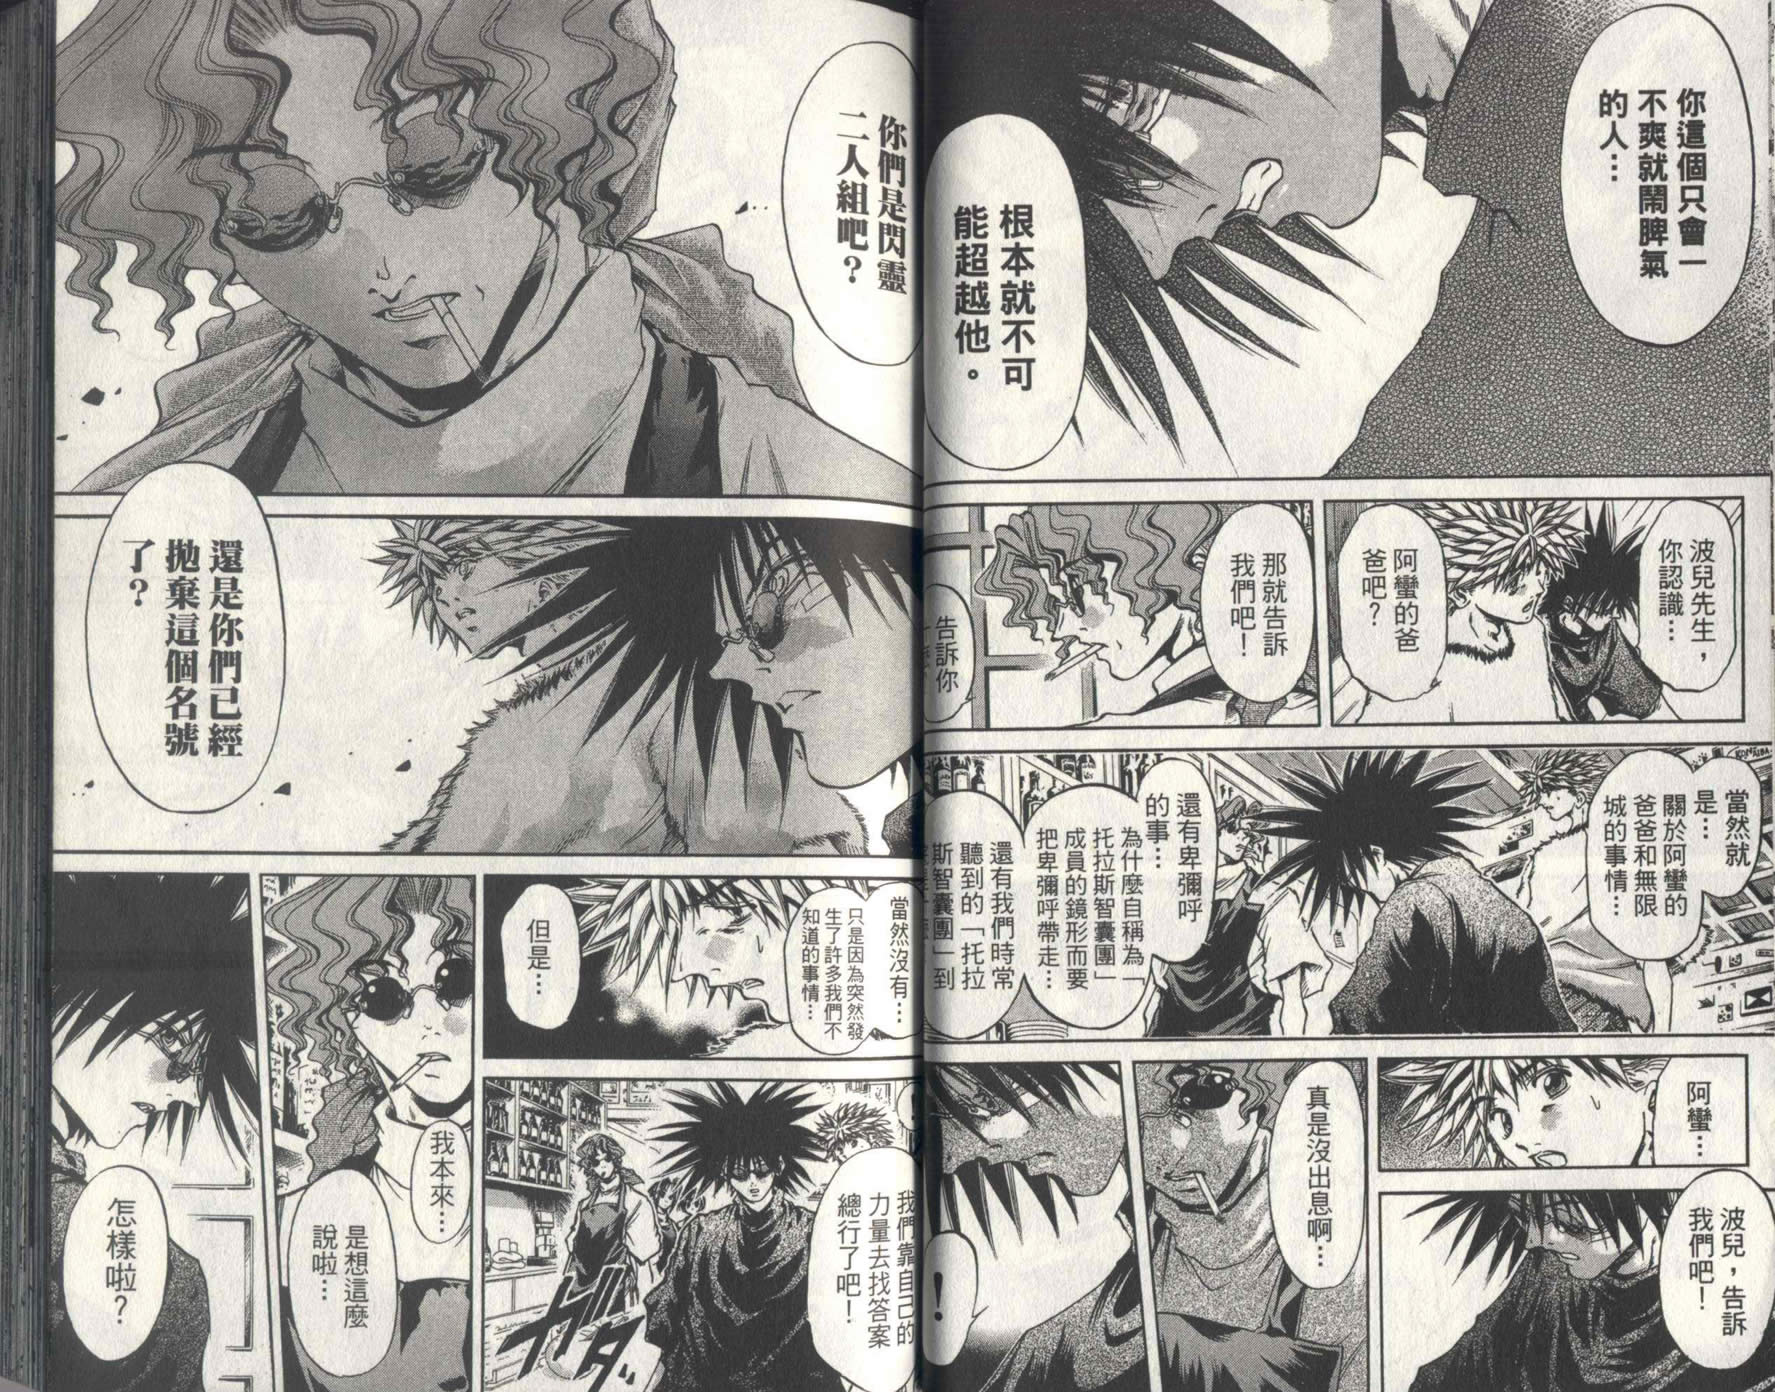 你這個只會一
不爽就鬧脾氣
的人…
根本就不可
能超越他。
波兒先生，
你認識…
阿蠻的爸
爸吧？
那就告訴
我們吧！
告訴你
當然就
是…
關於阿蠻的
爸爸和無限
城的事情…
還有卑彌呼
的事…
為什麼自稱為「
托拉斯智囊團」
成員的鏡形而要
把卑彌呼帶走…
還有我們時常
聽到的「托拉
斯智囊團」到
阿蠻…
波兒，告訴
我們吧！
真是沒出息啊…
！
你們是閃靈
二人組吧？
還是你們已經
拋棄這個名號
了？
當然沒有…
只是因為突然發
生了許多我們不
知道的事情…
但是…
我們靠自己的
力量去找答案
總行了吧！
ガタッ
我本來…
是想這麼
說啦…
怎樣啦？